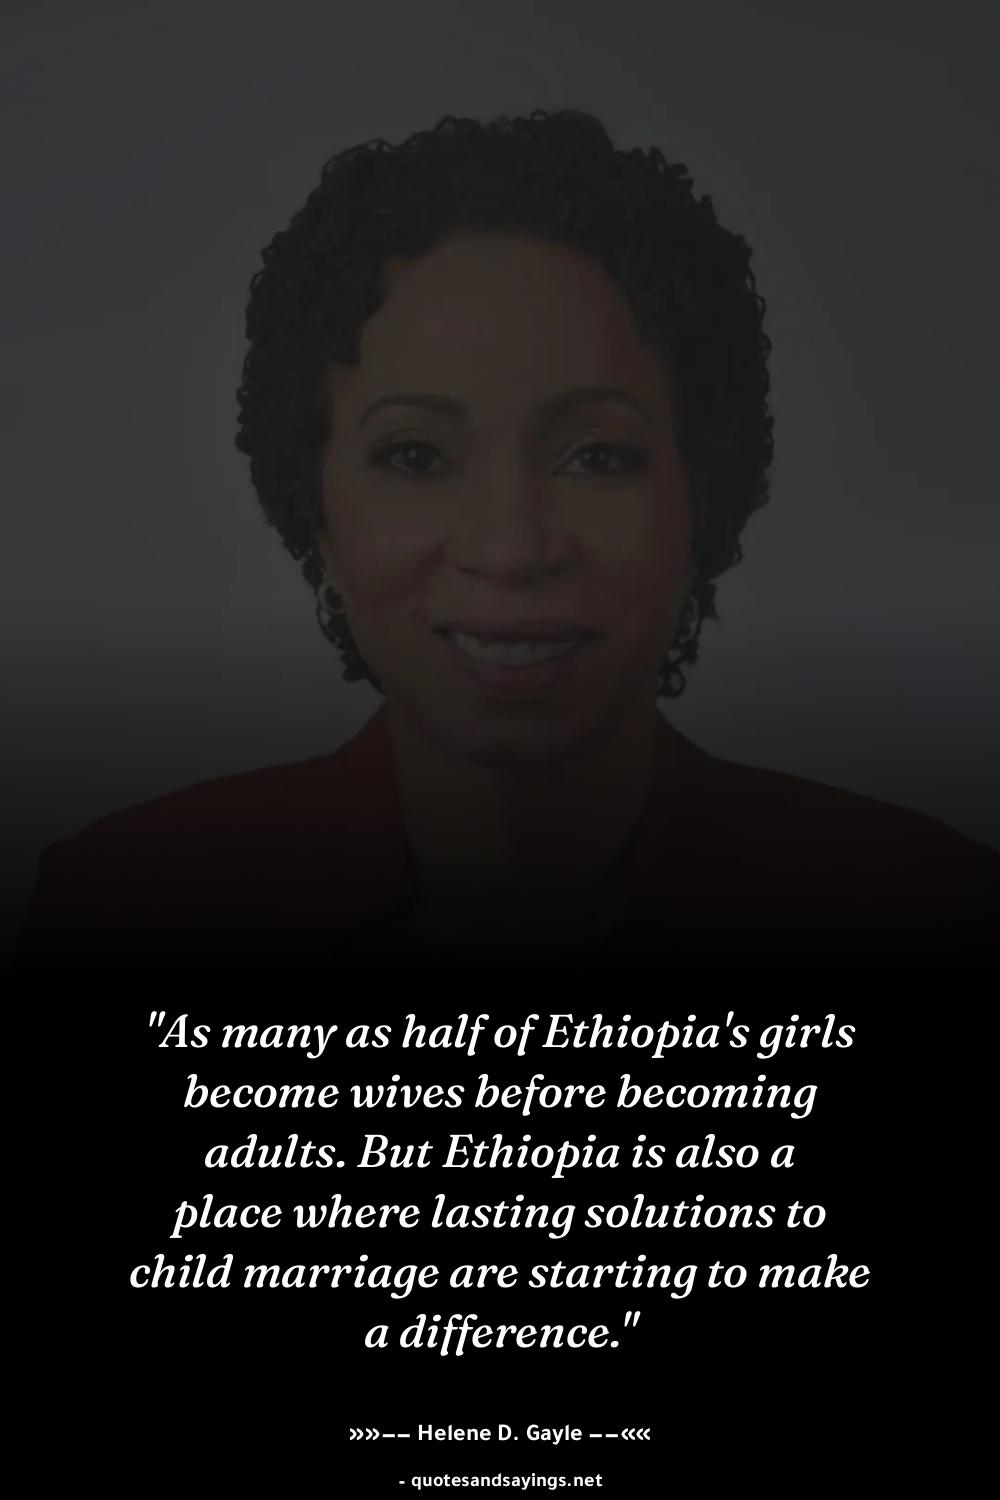 "As many as half of Ethiopia's girls
become wives before becoming
adults. But Ethiopia is also a
place where lasting solutions to
child marriage are starting to make
a difference."
»»−− Helene D. Gayle −−««
- quotesandsayings.net